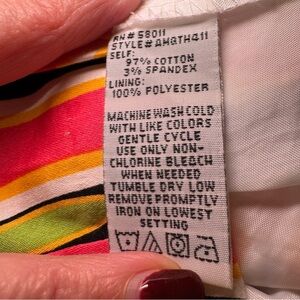 RN# 58011
STYLE# AHGTH411
SELF:
97% COTTON
3% SPANDEX
LINING:
100% POLYESTER
MACHINE WASH COLD
WITH LIKE COLORS
GENTLE CYCLE
USE ONLY NON-
CHLORINE BLEACH
WHEN NEEDED
TUMBLE DRY LOW
REMOVE PROMPTLY
IRON ON LOWEST
SETTING